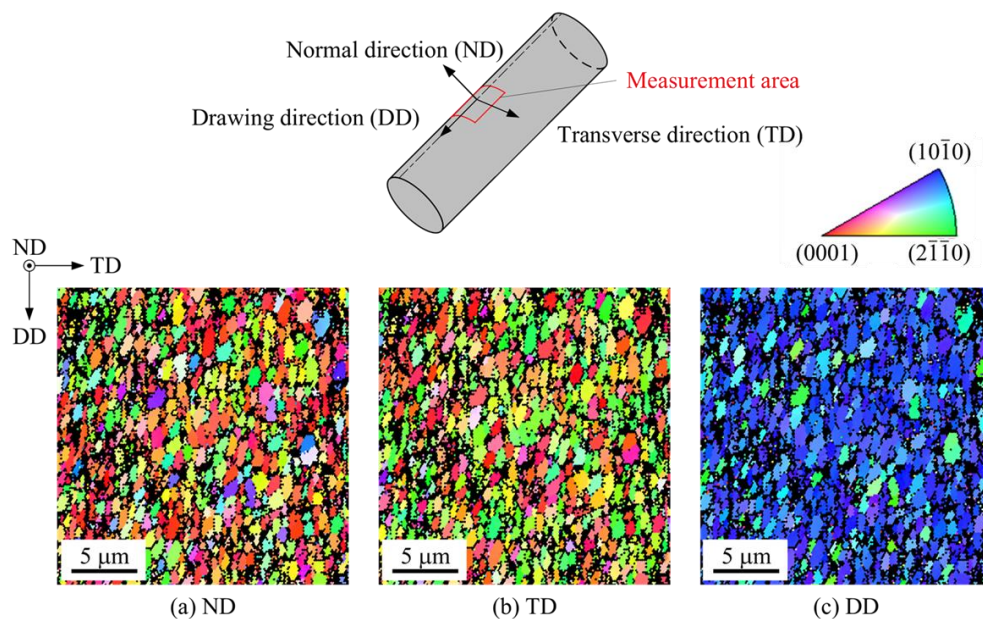 Normal direction (ND)
Measurement area
Drawing direction (DD)
Transverse direction (TD)
(101̅0)
(0001)
(21̅1̅0)
ND
TD
DD
5 μm
5 μm
5 μm
(a) ND
(b) TD
(c) DD